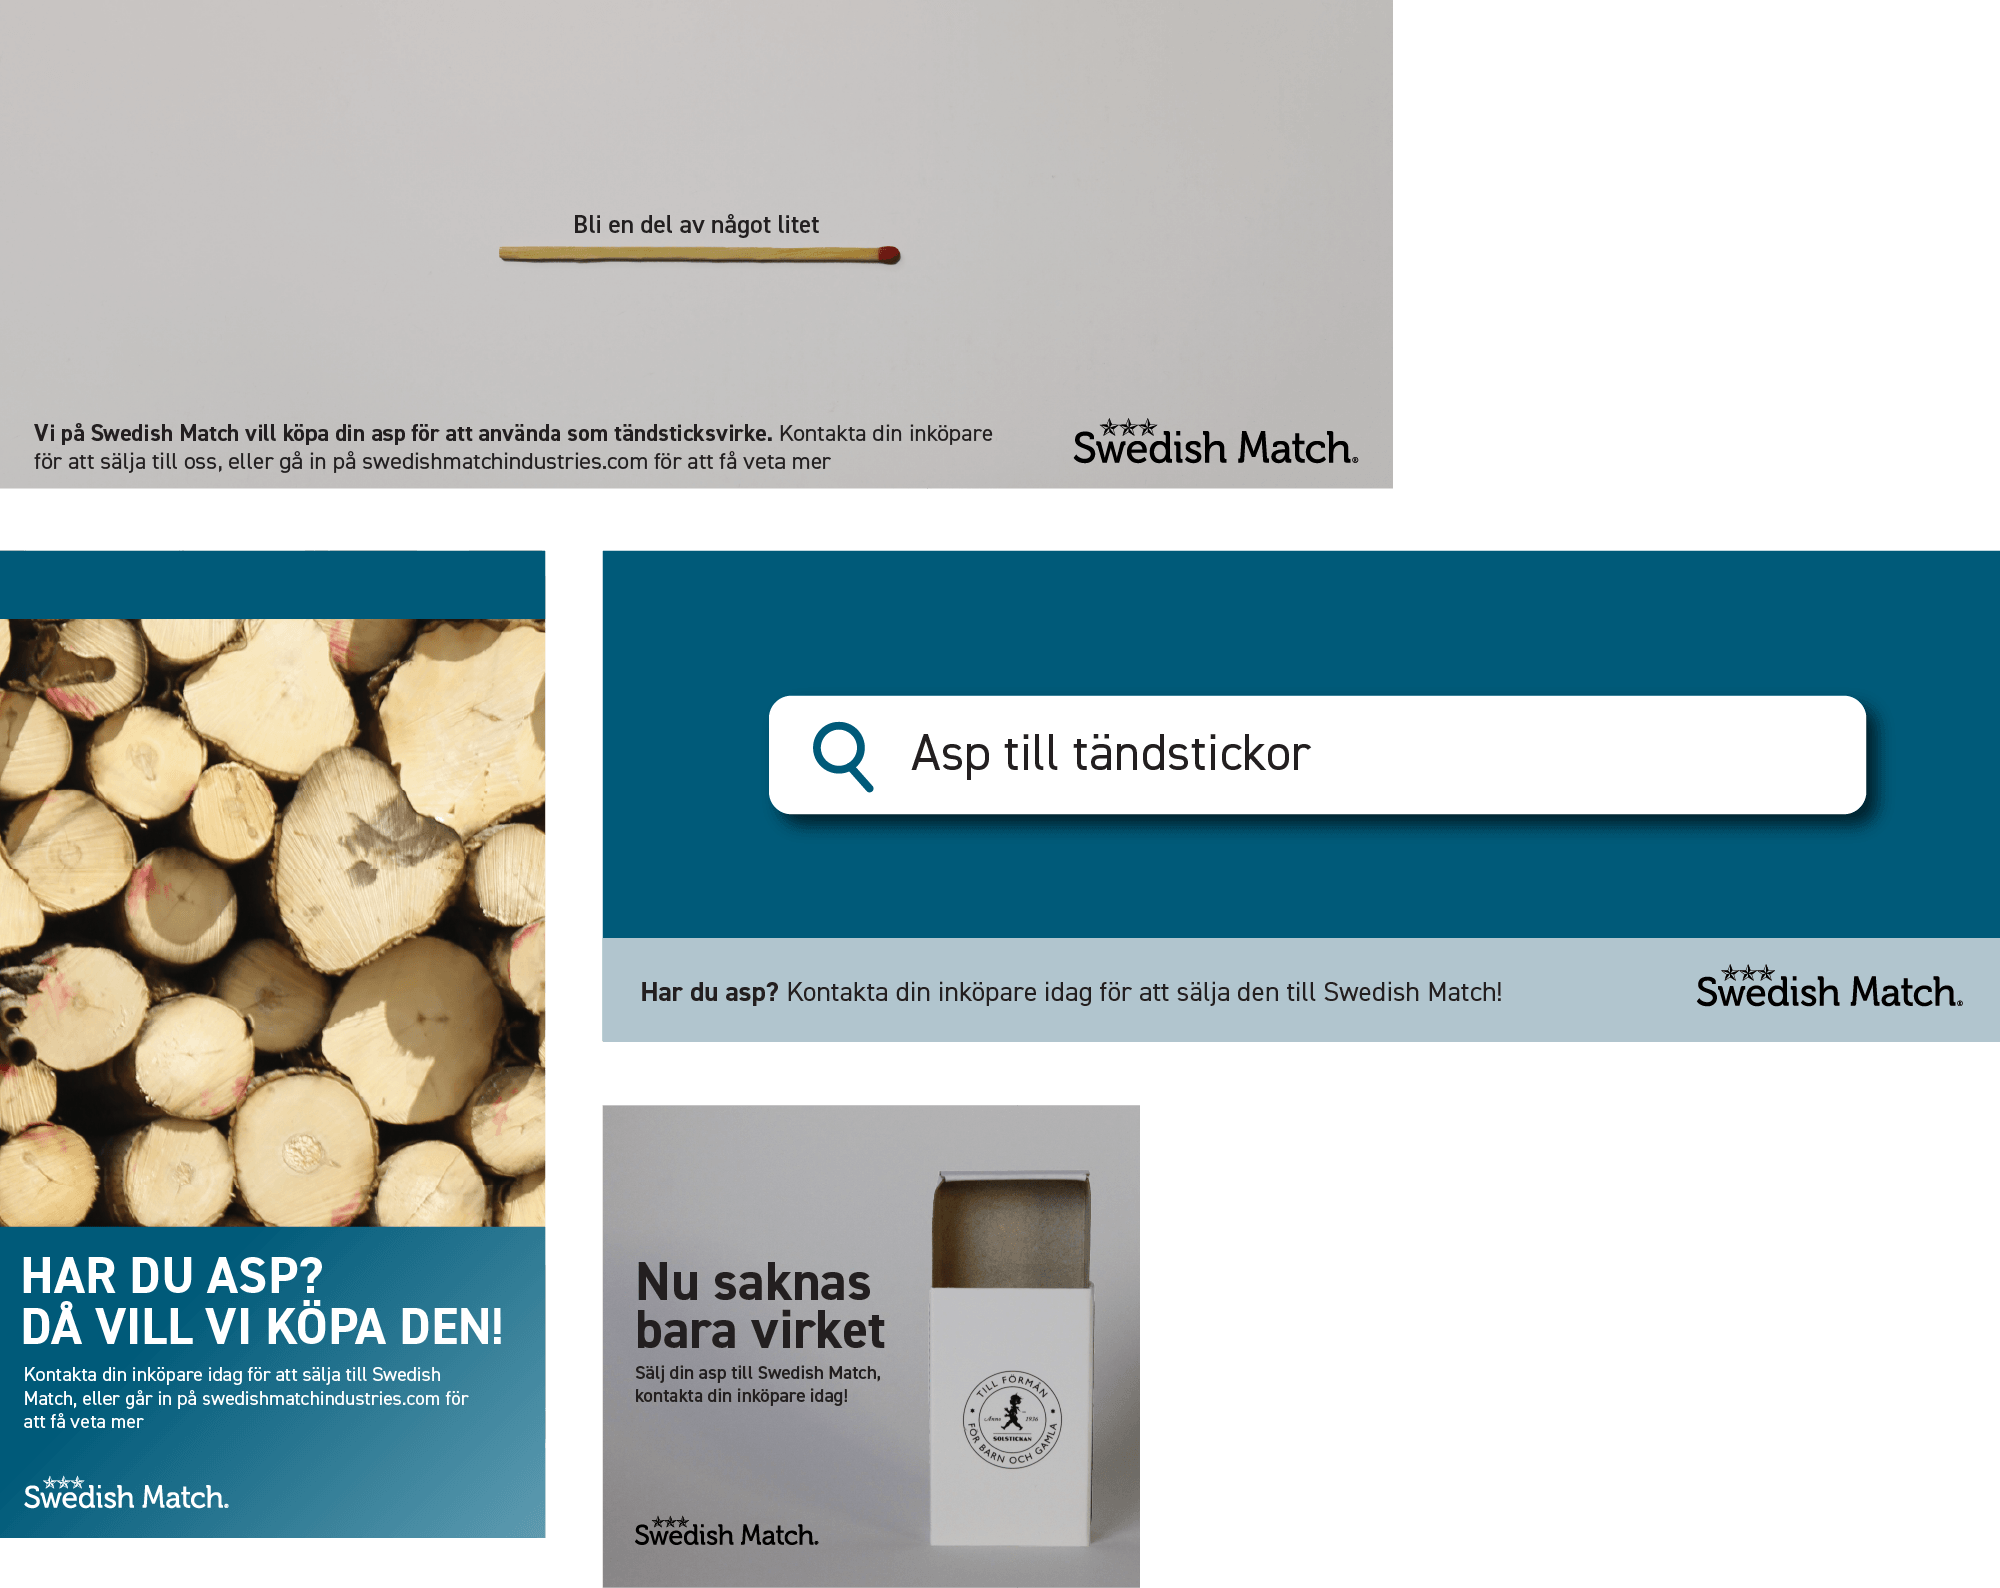 Bli en del av något litet
Vi på Swedish Match vill köpa din asp för att använda som tändsticksvirke. Kontakta din inköpare
för att sälja till oss, eller gå in på swedishmatchindustries.com för att få veta mer
Swedish Match®
HAR DU ASP?
DÅ VILL VI KÖPA DEN!
Kontakta din inköpare idag för att sälja till Swedish
Match, eller går in på swedishmatchindustries.com för
att få veta mer
Swedish Match.
Asp till tändstickor
Har du asp? Kontakta din inköpare idag för att sälja den till Swedish Match!
Swedish Match®
Nu saknas
bara virket
Sälj din asp till Swedish Match,
kontakta din inköpare idag!
Swedish Match.
TILL FÖRMÅN
Anno 1936
SOLSTICKAN
FÖR BARN OCH GAMLA